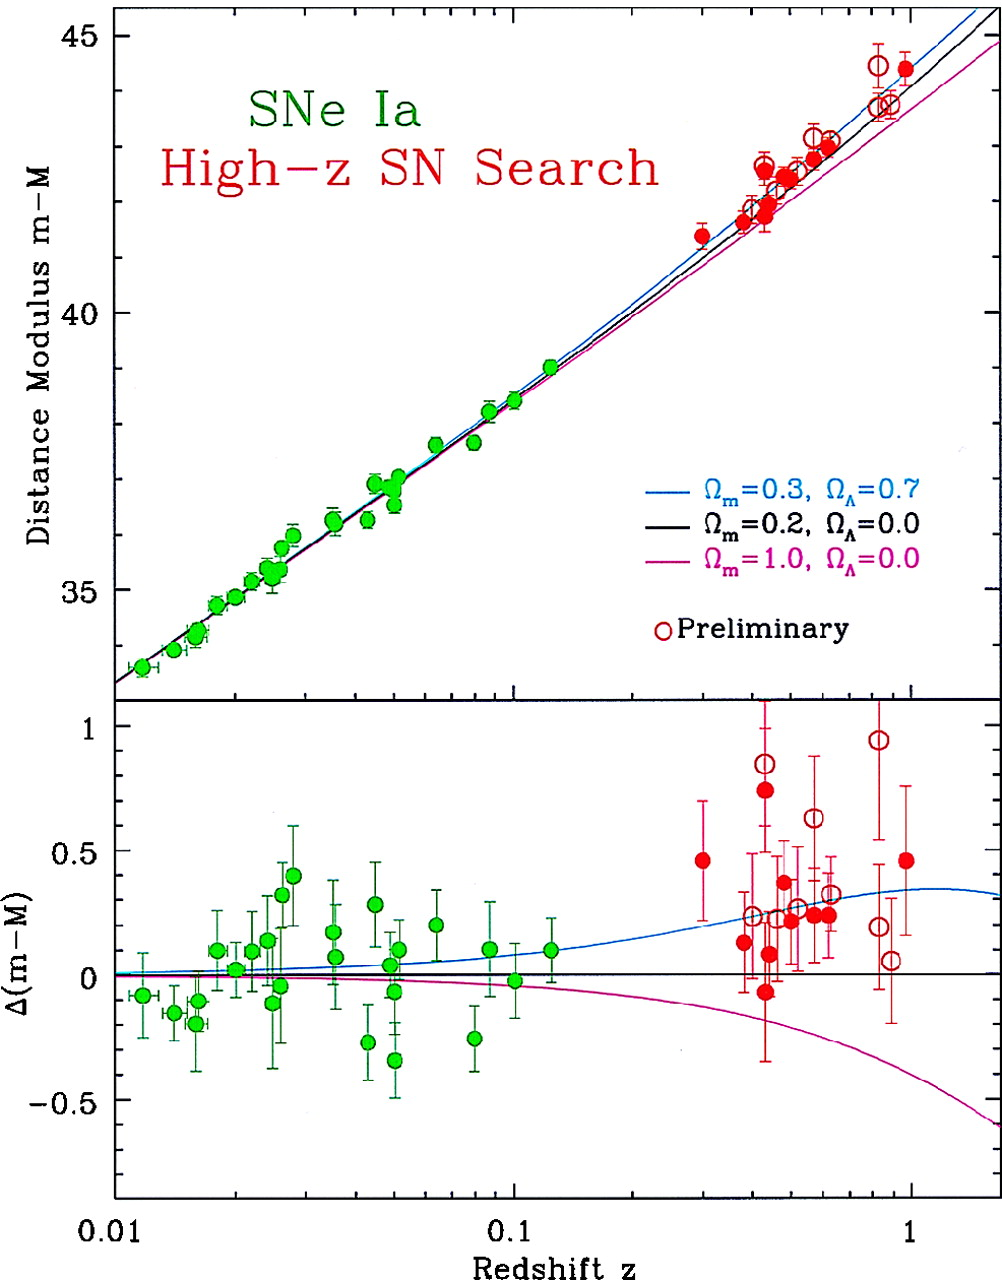 45
SNe Ia
High-z SN Search
Distance Modulus m-M
40
Ωm=0.3, ΩΛ=0.7
Ωm=0.2, ΩΛ=0.0
Ωm=1.0, ΩΛ=0.0
35
Preliminary
1
0.5
0
-0.5
Δ(m-M)
0.01 0.1 1
Redshift z